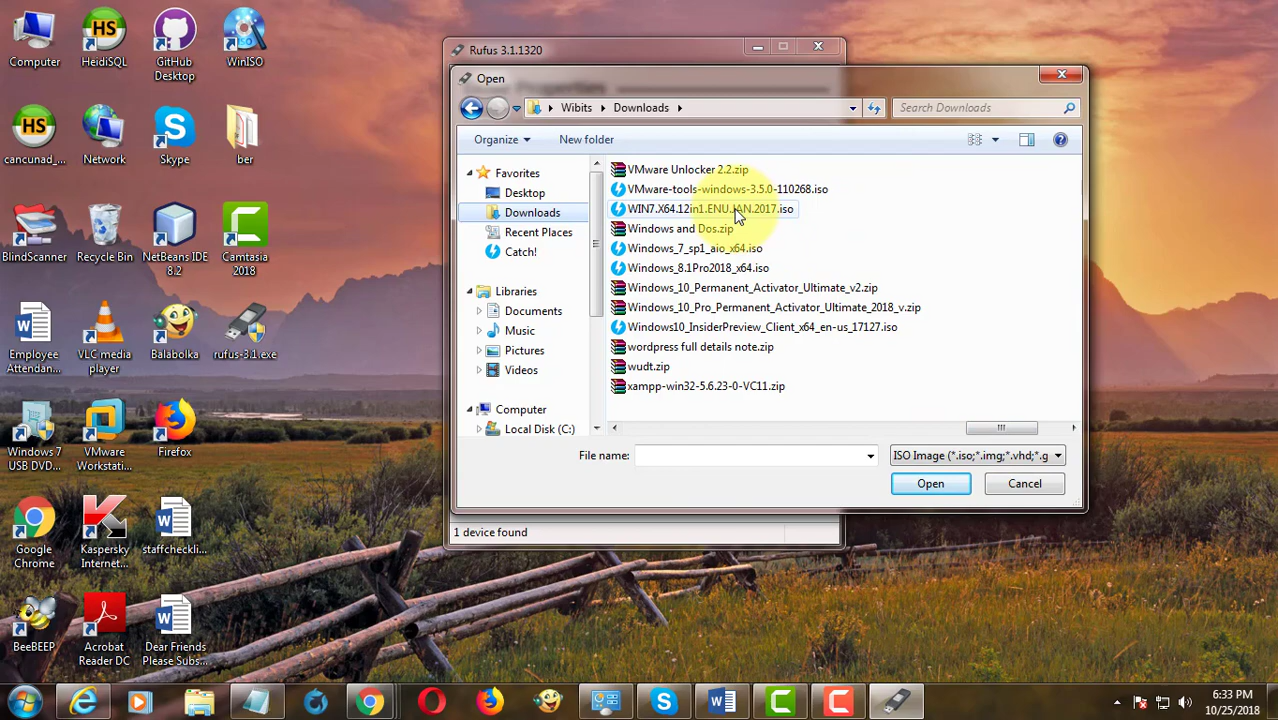 Computer
HeidiSQL
GitHub
Desktop
WinISO
cancunad_...
Network
Skype
ber
BlindScanner
Recycle Bin
NetBeans IDE
8.2
Camtasia
2018
Employee
Attendan...
VLC media
player
Balabolka
rufus-3.1.exe
Windows 7
USB DVD...
VMware
Workstati...
Firefox
Google
Chrome
Kaspersky
Internet...
staffcheckli...
BeeBEEP
Acrobat
Reader DC
Dear Friends
Please Subs...
HS
HS
Rufus 3.1.1320
Open
Wibits
Downloads
Search Downloads
Organize
New folder
Favorites
Desktop
Downloads
Recent Places
Catch!
Libraries
Documents
Music
Pictures
Videos
Computer
Local Disk (C:)
VMware Unlocker 2.2.zip
VMware-tools-windows-3.5.0-110268.iso
WIN7.X64.12in1.ENU.JAN.2017.iso
Windows and Dos.zip
Windows_7_sp1_aio_x64.iso
Windows_8.1Pro2018_x64.iso
Windows_10_Permanent_Activator_Ultimate_v2.zip
Windows_10_Pro_Permanent_Activator_Ultimate_2018_v.zip
Windows10_InsiderPreview_Client_x64_en-us_17127.iso
wordpress full details note.zip
wudt.zip
xampp-win32-5.6.23-0-VC11.zip
File name:
ISO Image (*.iso;*.img;*.vhd;*.g
Open
Cancel
1 device found
6:33 PM
10/25/2018